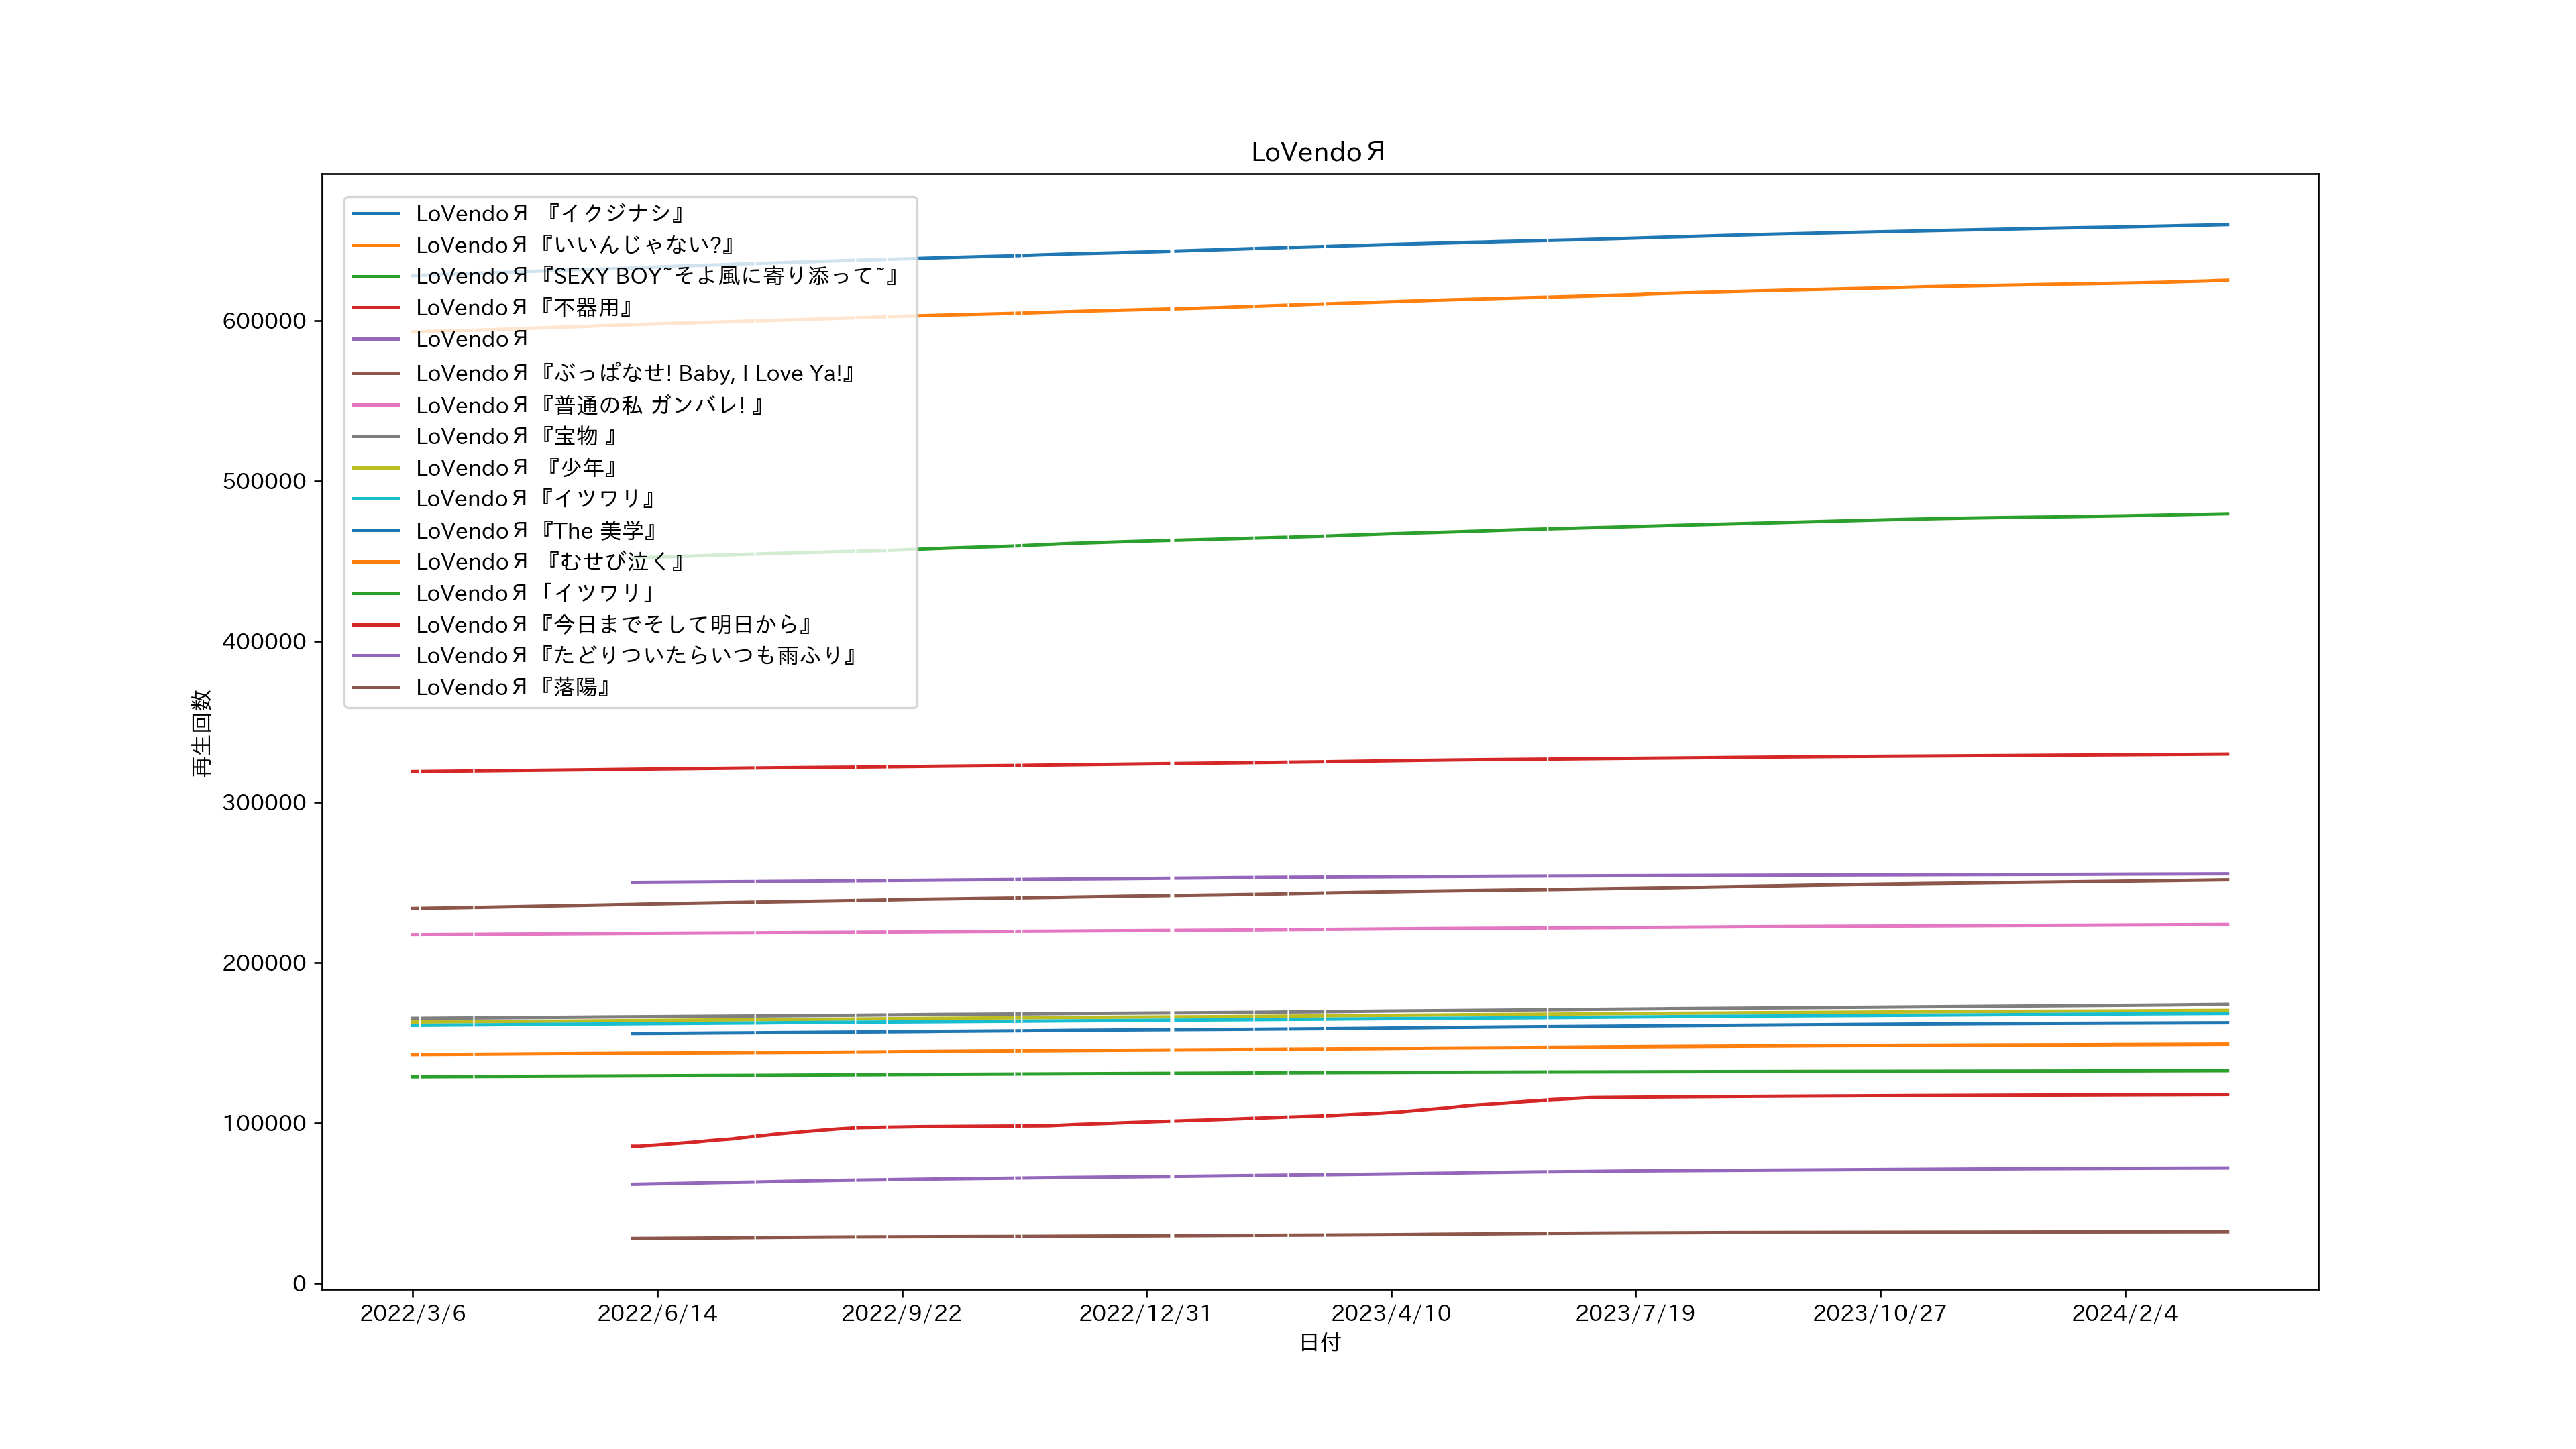 LoVendoЯ
LoVendoЯ 『イクジナシ』
LoVendoЯ『いいんじゃない?』
LoVendoЯ『SEXY BOY~そよ風に寄り添って~』
LoVendoЯ『不器用』
LoVendoЯ
LoVendoЯ『ぶっぱなせ! Baby, I Love Ya!』
LoVendoЯ『普通の私 ガンバレ! 』
LoVendoЯ『宝物 』
LoVendoЯ 『少年』
LoVendoЯ『イツワリ』
LoVendoЯ『The 美学』
LoVendoЯ 『むせび泣く』
LoVendoЯ「イツワリ」
LoVendoЯ『今日までそして明日から』
LoVendoЯ『たどりついたらいつも雨ふり』
LoVendoЯ『落陽』
再生回数
600000
500000
400000
300000
200000
100000
0
2022/3/6 2022/6/14 2022/9/22 2022/12/31 2023/4/10 2023/7/19 2023/10/27 2024/2/4
日付